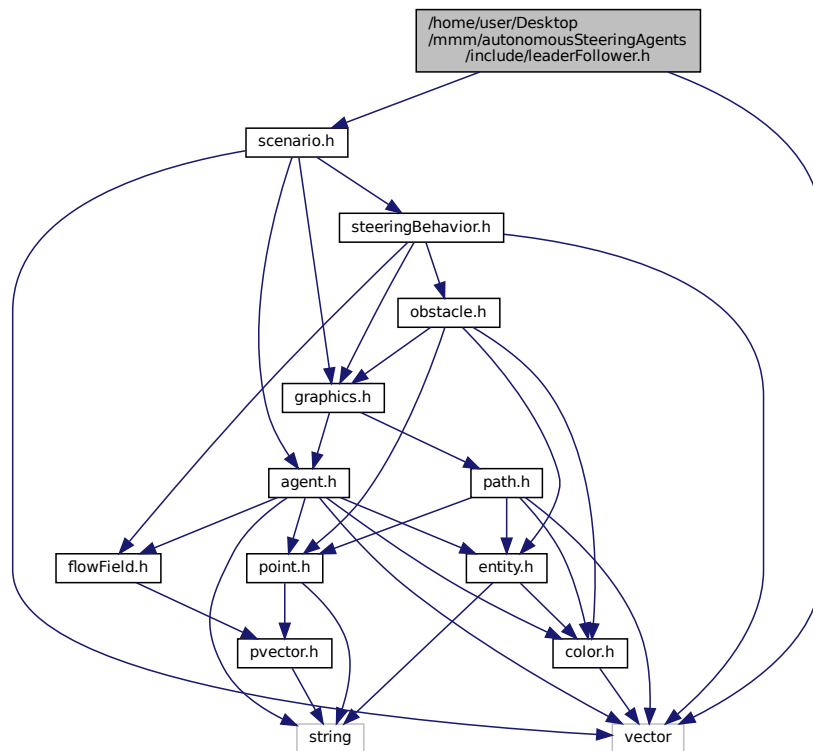 /home/user/Desktop
/mmm/autonomousSteeringAgents
/include/leaderFollower.h
scenario.h
steeringBehavior.h
obstacle.h
graphics.h
agent.h
path.h
flowField.h
point.h
entity.h
pvector.h
color.h
string
vector